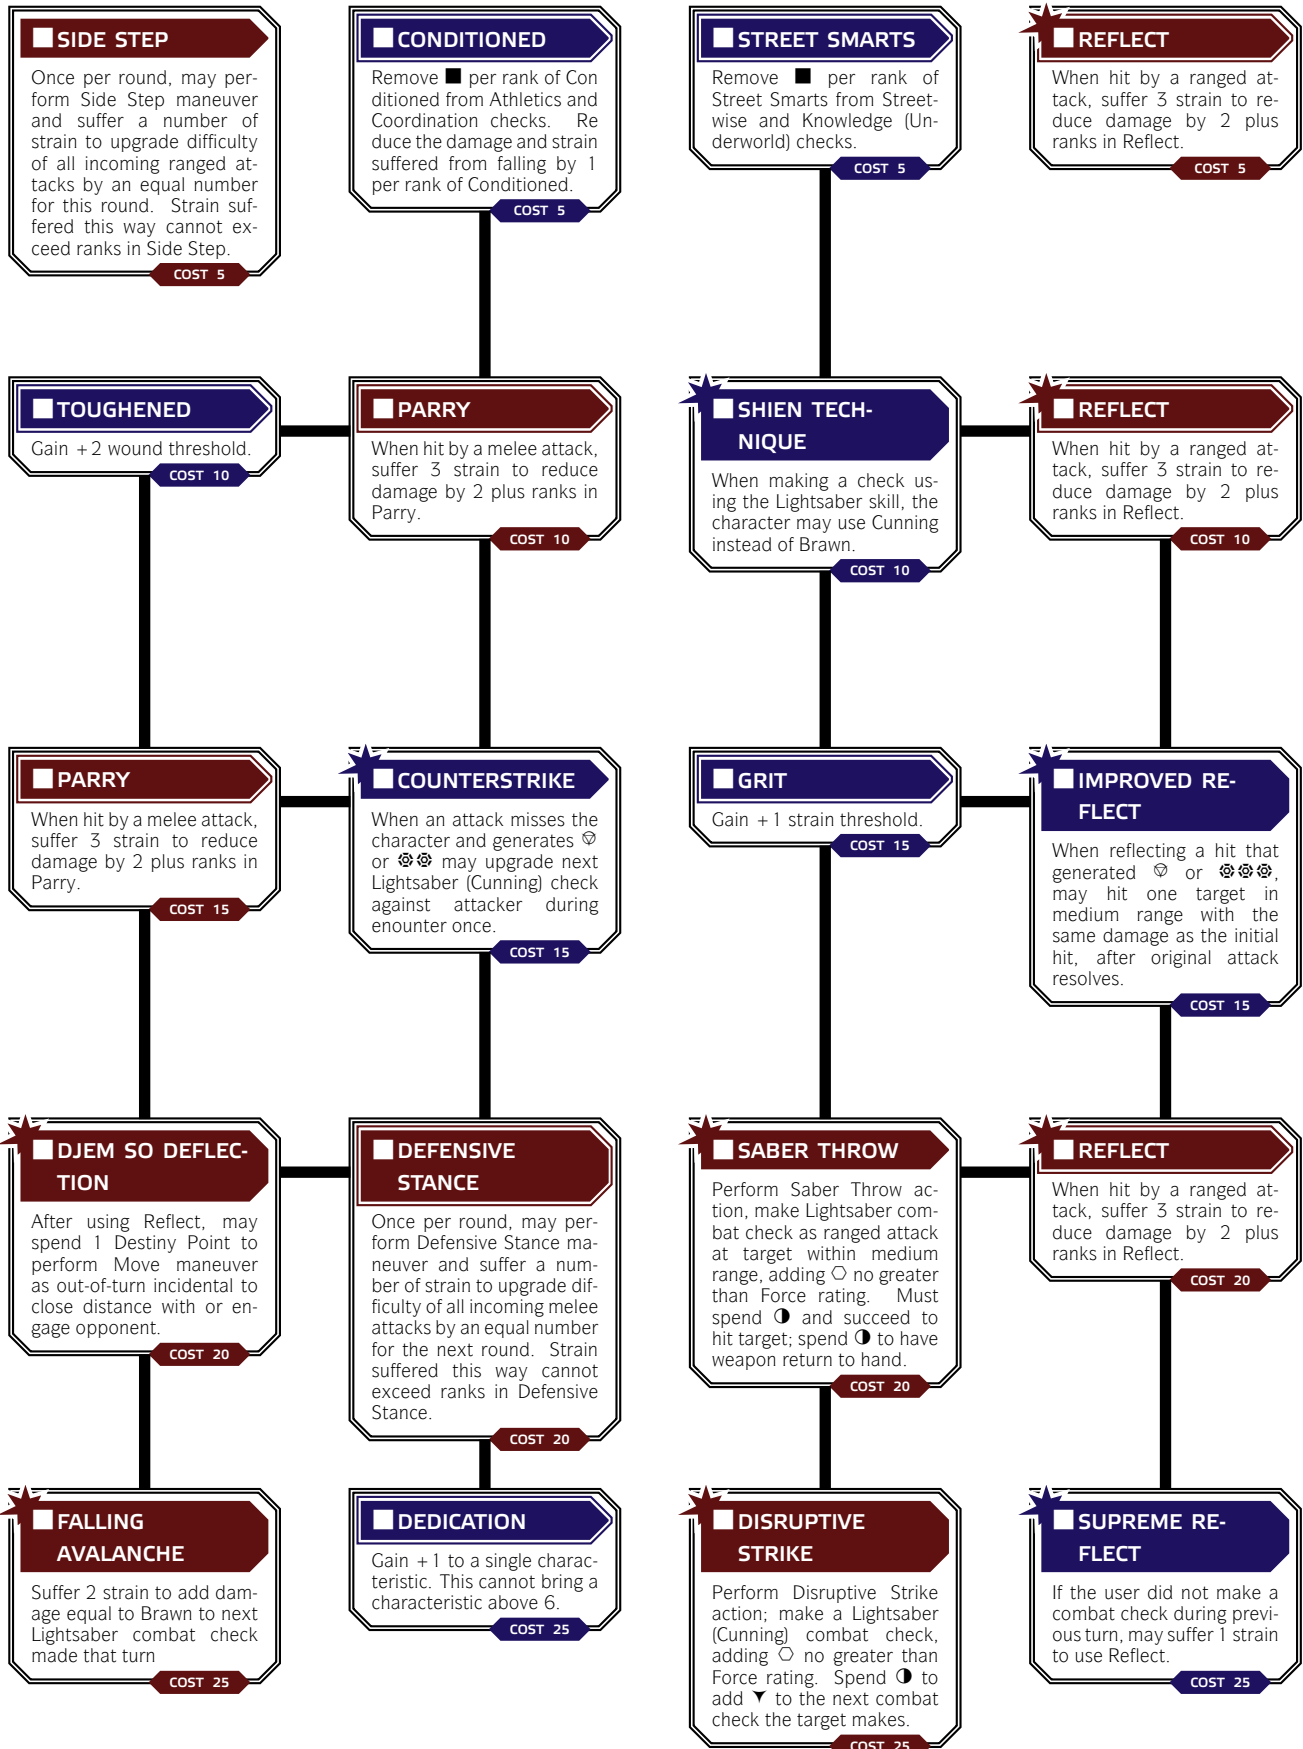 SIDE STEP
Once per round, may per-
form Side Step maneuver
and suffer a number of
strain to upgrade difficulty
of all incoming ranged at-
tacks by an equal number
for this round. Strain suf-
fered this way cannot ex-
ceed ranks in Side Step.
COST 5
CONDITIONED
Remove ■ per rank of Con
ditioned from Athletics and
Coordination checks. Re
duce the damage and strain
suffered from falling by 1
per rank of Conditioned.
COST 5
STREET SMARTS
Remove ■ per rank of
Street Smarts from Street-
wise and Knowledge (Un-
derworld) checks.
COST 5
REFLECT
When hit by a ranged at-
tack, suffer 3 strain to re-
duce damage by 2 plus
ranks in Reflect.
COST 5
TOUGHENED
Gain +2 wound threshold.
COST 10
PARRY
When hit by a melee attack,
suffer 3 strain to reduce
damage by 2 plus ranks in
Parry.
COST 10
SHIEN TECH-
NIQUE
When making a check us-
ing the Lightsaber skill, the
character may use Cunning
instead of Brawn.
COST 10
REFLECT
When hit by a ranged at-
tack, suffer 3 strain to re-
duce damage by 2 plus
ranks in Reflect.
COST 10
PARRY
When hit by a melee attack,
suffer 3 strain to reduce
damage by 2 plus ranks in
Parry.
COST 15
COUNTERSTRIKE
When an attack misses the
character and generates
or may upgrade next
Lightsaber (Cunning) check
against attacker during
enounter once.
COST 15
GRIT
Gain +1 strain threshold.
COST 15
IMPROVED RE-
FLECT
When reflecting a hit that
generated or ,
may hit one target in
medium range with the
same damage as the initial
hit, after original attack
resolves.
COST 15
DJEM SO DEFLEC-
TION
After using Reflect, may
spend 1 Destiny Point to
perform Move maneuver
as out-of-turn incidental to
close distance with or en-
gage opponent.
COST 20
DEFENSIVE
STANCE
Once per round, may per-
form Defensive Stance ma-
neuver and suffer a num-
ber of strain to upgrade dif-
ficulty of all incoming melee
attacks by an equal number
for the next round. Strain
suffered this way cannot
exceed ranks in Defensive
Stance.
COST 20
SABER THROW
Perform Saber Throw ac-
tion, make Lightsaber com-
bat check as ranged attack
at target within medium
range, adding ⬡ no greater
than Force rating. Must
spend ◑ and succeed to
hit target; spend ◑ to have
weapon return to hand.
COST 20
REFLECT
When hit by a ranged at-
tack, suffer 3 strain to re-
duce damage by 2 plus
ranks in Reflect.
COST 20
FALLING
AVALANCHE
Suffer 2 strain to add dam-
age equal to Brawn to next
Lightsaber combat check
made that turn
COST 25
DEDICATION
Gain +1 to a single charac-
teristic. This cannot bring a
characteristic above 6.
COST 25
DISRUPTIVE
STRIKE
Perform Disruptive Strike
action; make a Lightsaber
(Cunning) combat check,
adding ⬡ no greater than
Force rating. Spend ◑ to
add to the next combat
check the target makes.
COST 25
SUPREME RE-
FLECT
If the user did not make a
combat check during previ-
ous turn, may suffer 1 strain
to use Reflect.
COST 25